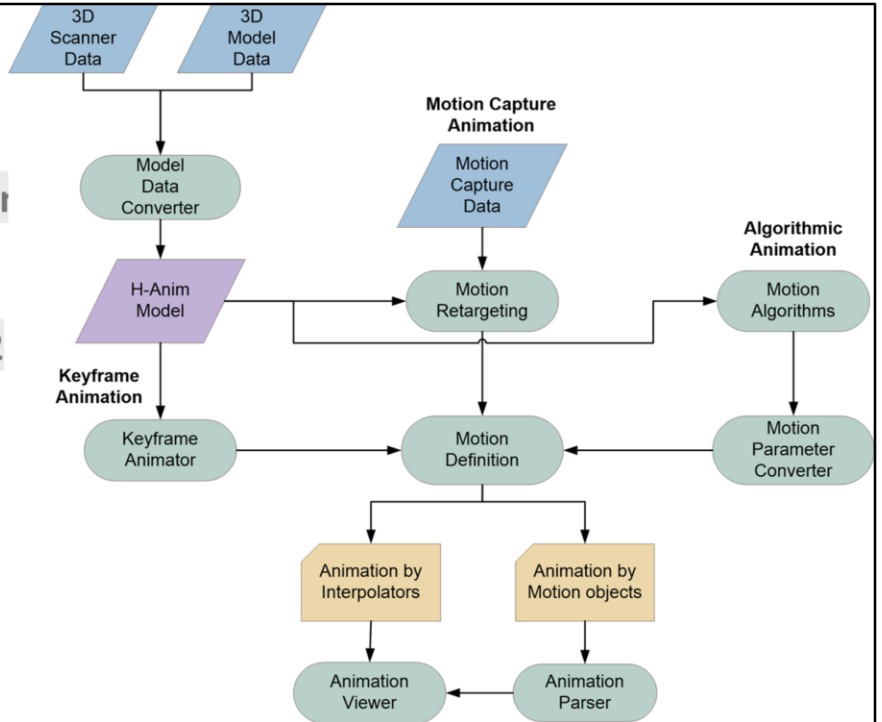 3D
Scanner
Data
3D
Model
Data
Motion Capture
Animation
Model
Data
Converter
Motion
Capture
Data
Algorithmic
Animation
H-Anim
Model
Motion
Retargeting
Motion
Algorithms
Keyframe
Animation
Keyframe
Animator
Motion
Definition
Motion
Parameter
Converter
Animation by
Interpolators
Animation by
Motion objects
Animation
Viewer
Animation
Parser